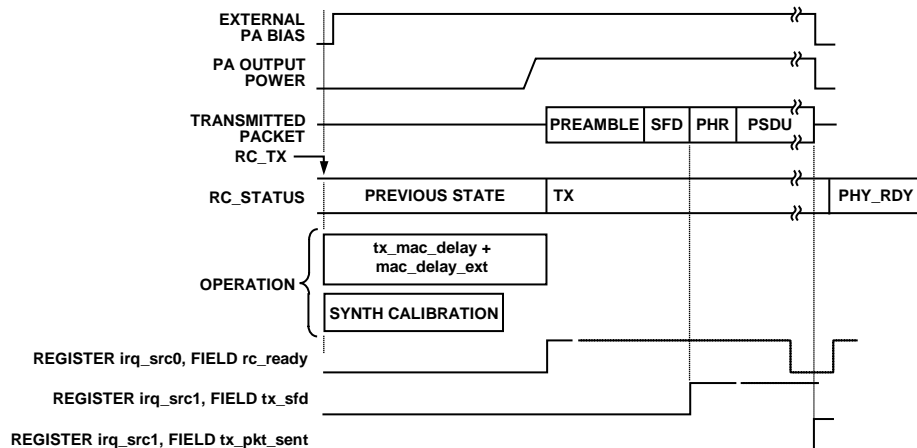 EXTERNAL
PA BIAS
PA OUTPUT
POWER
TRANSMITTED
PACKET
PREAMBLE SFD PHR PSDU
RC_TX
RC_STATUS
PREVIOUS STATE TX PHY_RDY
OPERATION
tx_mac_delay +
mac_delay_ext
SYNTH CALIBRATION
REGISTER irq_src0, FIELD rc_ready
REGISTER irq_src1, FIELD tx_sfd
REGISTER irq_src1, FIELD tx_pkt_sent